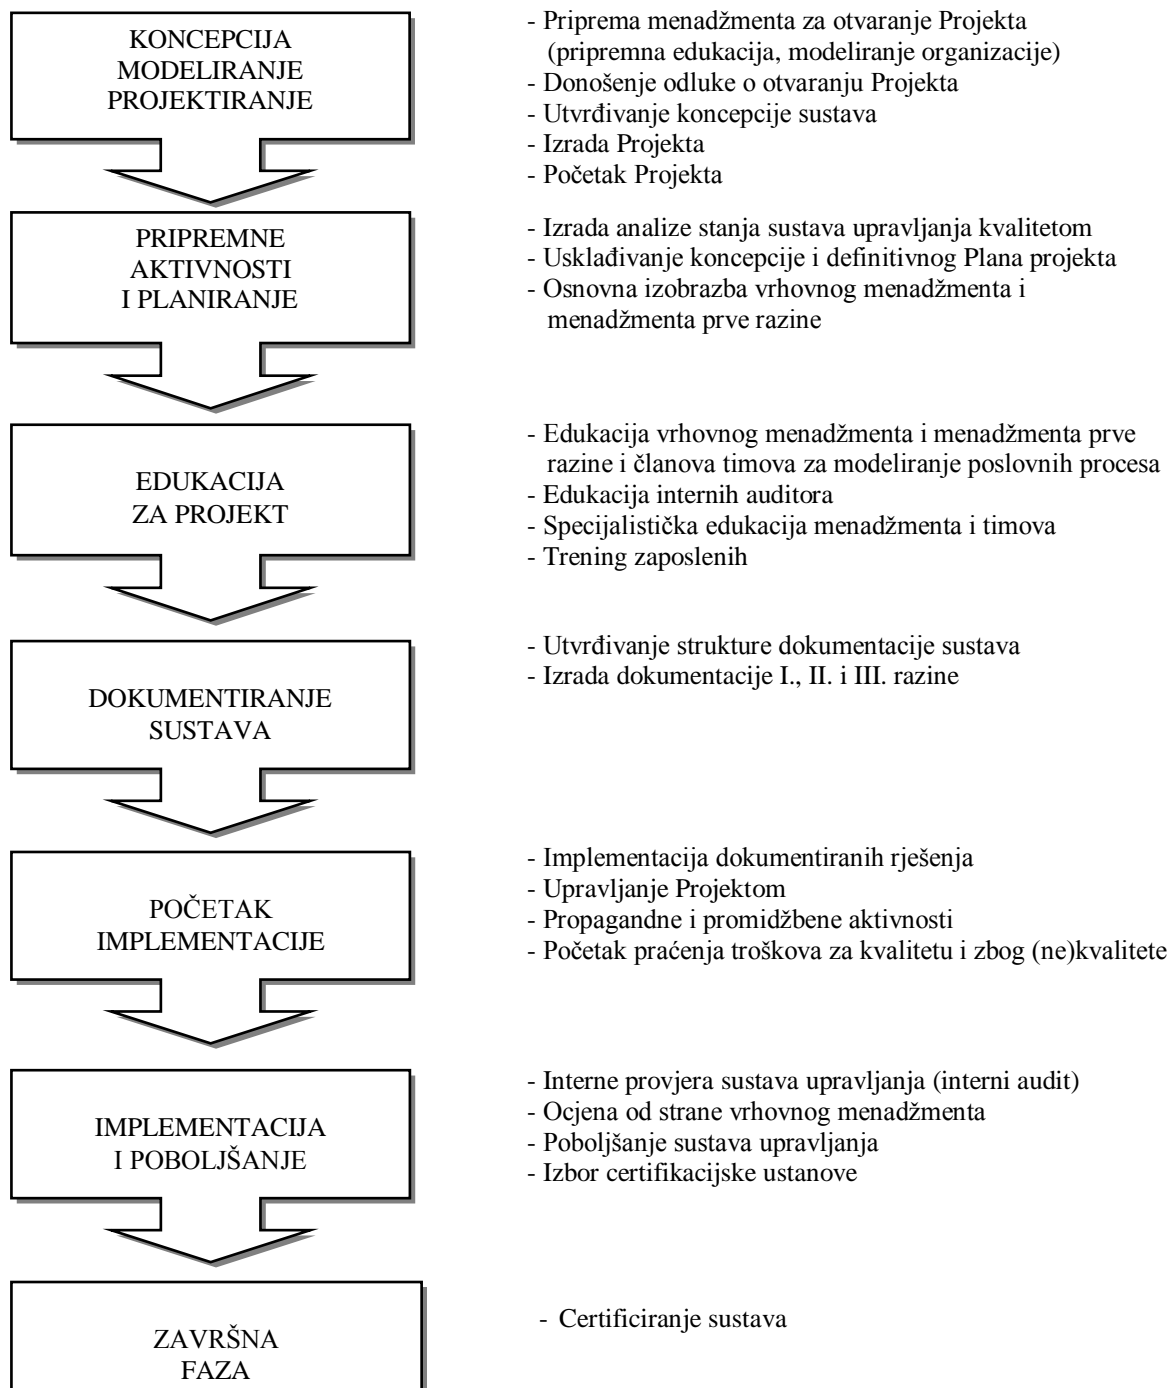 KONCEPCIJA
MODELIRANJE
PROJEKTIRANJE
- Priprema menadžmenta za otvaranje Projekta
(pripremna edukacija, modeliranje organizacije)
- Donošenje odluke o otvaranju Projekta
- Utvrđivanje koncepcije sustava
- Izrada Projekta
- Početak Projekta
PRIPREMNE
AKTIVNOSTI
I PLANIRANJE
- Izrada analize stanja sustava upravljanja kvalitetom
- Usklađivanje koncepcije i definitivnog Plana projekta
- Osnovna izobrazba vrhovnog menadžmenta i
menadžmenta prve razine
EDUKACIJA
ZA PROJEKT
- Edukacija vrhovnog menadžmenta i menadžmenta prve
razine i članova timova za modeliranje poslovnih procesa
- Edukacija internih auditora
- Specijalistička edukacija menadžmenta i timova
- Trening zaposlenih
DOKUMENTIRANJE
SUSTAVA
- Utvrđivanje strukture dokumentacije sustava
- Izrada dokumentacije I., II. i III. razine
POČETAK
IMPLEMENTACIJE
- Implementacija dokumentiranih rješenja
- Upravljanje Projektom
- Propagandne i promidžbene aktivnosti
- Početak praćenja troškova za kvalitetu i zbog (ne)kvalitete
IMPLEMENTACIJA
I POBOLJŠANJE
- Interne provjera sustava upravljanja (interni audit)
- Ocjena od strane vrhovnog menadžmenta
- Poboljšanje sustava upravljanja
- Izbor certifikacijske ustanove
ZAVRŠNA
FAZA
- Certificiranje sustava